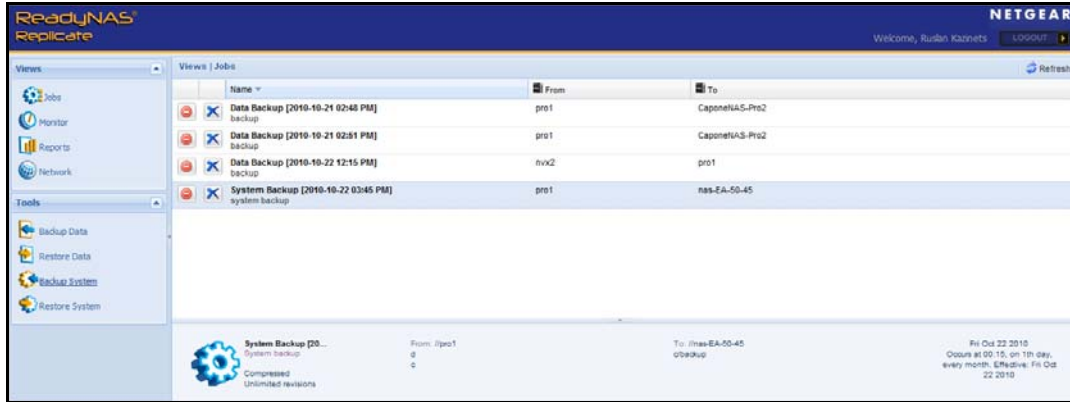 ReadyNAS®
Replicate
NETGEAR
Welcome, Ruslan Kaznets LOGOUT
Views
Jobs
Monitor
Reports
Network
Tools
Backup Data
Restore Data
Backup System
Restore System
Views | Jobs Refresh
Name From To
Data Backup [2010-10-21 02:48 PM] pro1 CaponeNAS-Pro2
backup
Data Backup [2010-10-21 02:51 PM] pro1 CaponeNAS-Pro2
backup
Data Backup [2010-10-22 12:15 PM] nvx2 pro1
backup
System Backup [2010-10-22 03:45 PM] pro1 nas-EA-50-45
system backup
System Backup [20...
System backup
Compressed
Unlimited revisions
From: //pro1
d
c
To: //nas-EA-50-45
c/backup
Fri Oct 22 2010
Occurs at 00:15, on 1th day,
every month. Effective: Fri Oct
22 2010